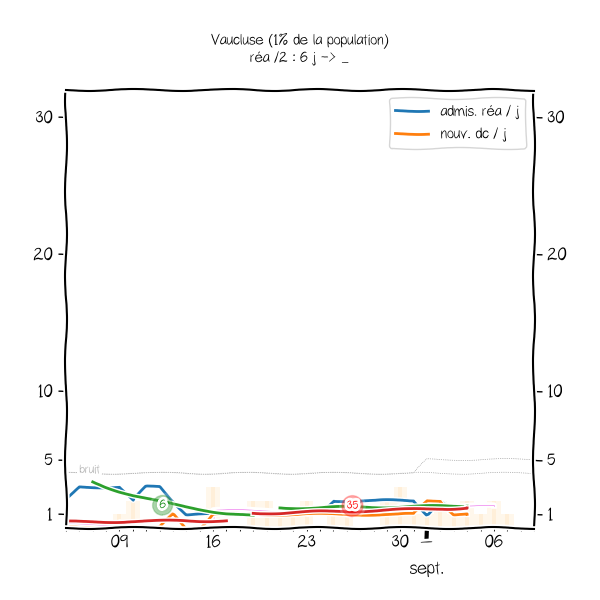 Vaucluse (1% de la population)
réa /2 : 6 j -> _
admis. réa / j
nouv. dc / j
30 30
20 20
10 10
5 5
bruit
6 35
1 1
09 16 23 30 06
sept.